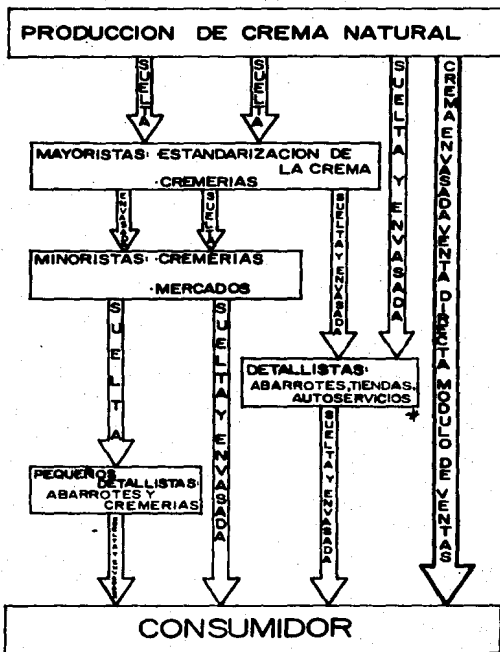 PRODUCCION DE CREMA NATURAL
SUELTA
SUELTA
SUELTA Y ENVASADA
CREMA ENVASADA VENTA DIRECTA MODULO DE VENTAS
MAYORISTAS: ESTANDARIZACION DE
LA CREMA
·CREMERIAS
ENVASADA
SUELTA
SUELTA Y ENVASADA
MINORISTAS: ·CREMERIAS
·MERCADOS
SUELTA
SUELTA Y ENVASADA
DETALLISTAS:
ABARROTES, TIENDAS,
AUTOSERVICIOS
*
PEQUEÑOS
DETALLISTAS:
ABARROTES Y
CREMERIAS
SUELTA Y ENVASADA
SUELTA Y ENVASADA
CONSUMIDOR